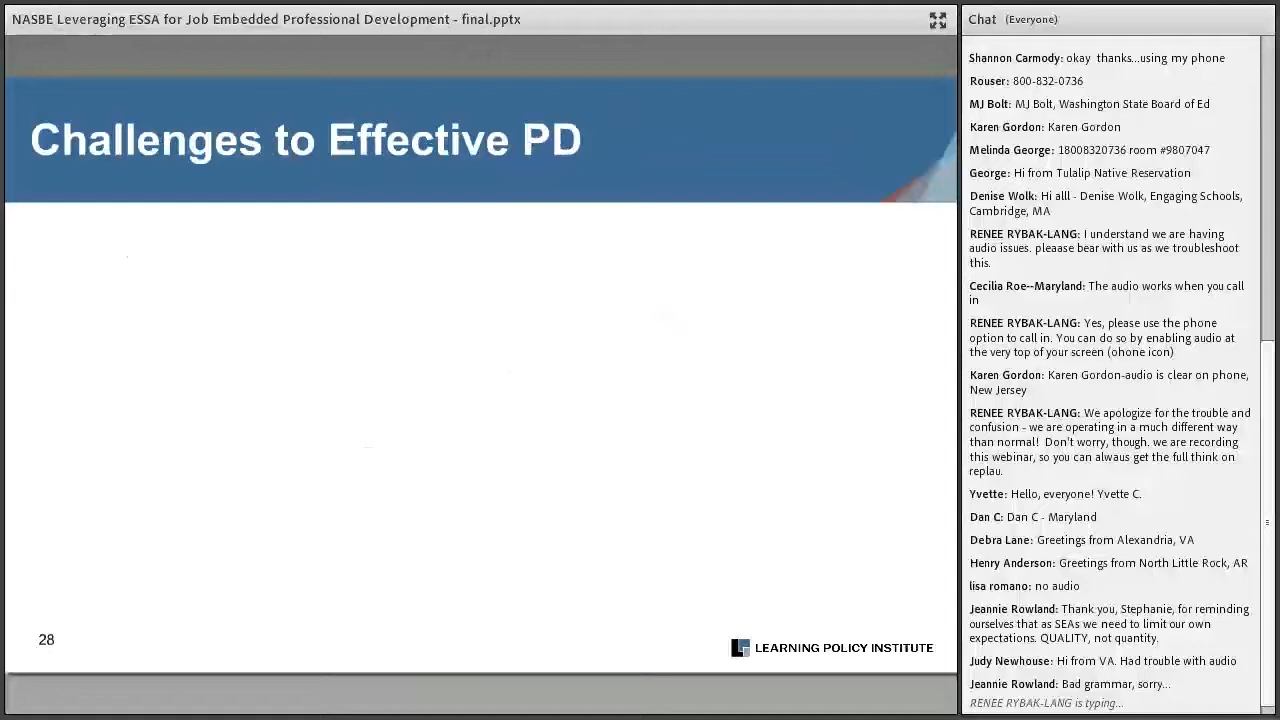 NASBE Leveraging ESSA for Job Embedded Professional Development - final.pptx
Challenges to Effective PD
28
LEARNING POLICY INSTITUTE
Chat (Everyone)
Shannon Carmody: okay thanks...using my phone
Rouser: 800-832-0736
MJ Bolt: MJ Bolt, Washington State Board of Ed
Karen Gordon: Karen Gordon
Melinda George: 18008320736 room #9807047
George: Hi from Tulalip Native Reservation
Denise Wolk: Hi alll - Denise Wolk, Engaging Schools,
Cambridge, MA
RENEE RYBAK-LANG: I understand we are having
audio issues. pleaase bear with us as we troubleshoot
this.
Cecilia Roe--Maryland: The audio works when you call
in
RENEE RYBAK-LANG: Yes, please use the phone
option to call in. You can do so by enabling audio at
the very top of your screen (ohone icon)
Karen Gordon: Karen Gordon-audio is clear on phone,
New Jersey
RENEE RYBAK-LANG: We apologize for the trouble and
confusion - we are operating in a much different way
than normal! Don't worry, though. we are recording
this webinar, so you can alwaus get the full think on
replau.
Yvette: Hello, everyone! Yvette C.
Dan C: Dan C - Maryland
Debra Lane: Greetings from Alexandria, VA
Henry Anderson: Greetings from North Little Rock, AR
lisa romano: no audio
Jeannie Rowland: Thank you, Stephanie, for reminding
ourselves that as SEAs we need to limit our own
expectations. QUALITY, not quantity.
Judy Newhouse: Hi from VA. Had trouble with audio
Jeannie Rowland: Bad grammar, sorry...
RENEE RYBAK-LANG is typing...